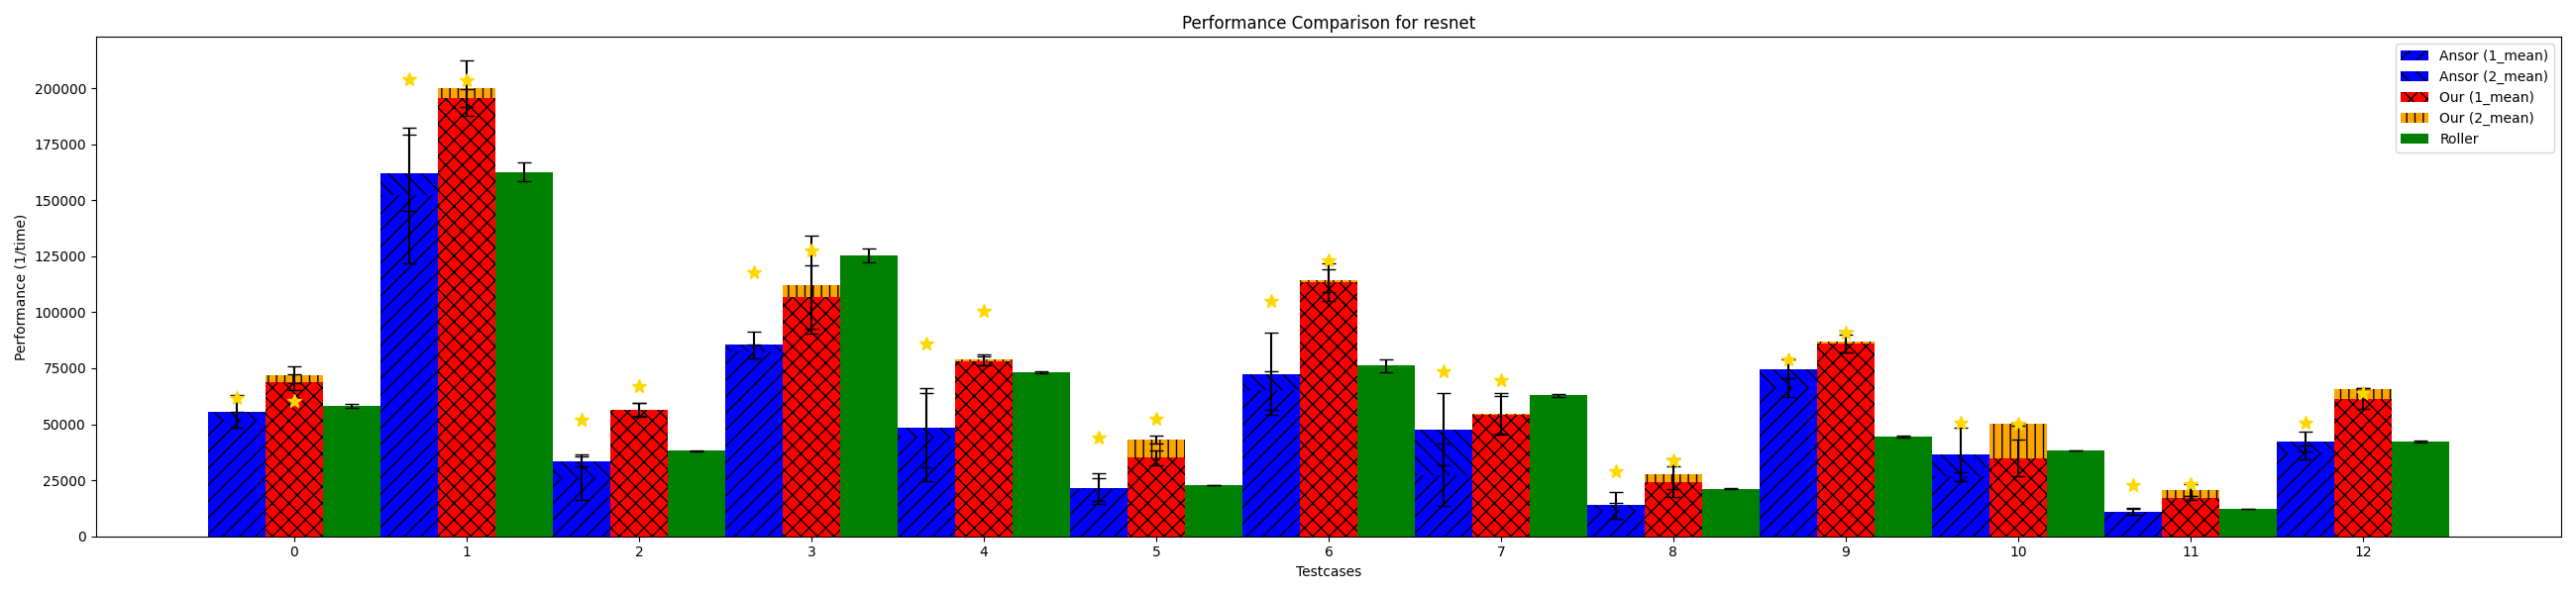 Performance Comparison for resnet
Ansor (1_mean)
Ansor (2_mean)
Our (1_mean)
Our (2_mean)
Roller
Performance (1/time)
200000
175000
150000
125000
100000
75000
50000
25000
0
0 1 2 3 4 5 6 7 8 9 10 11 12
Testcases